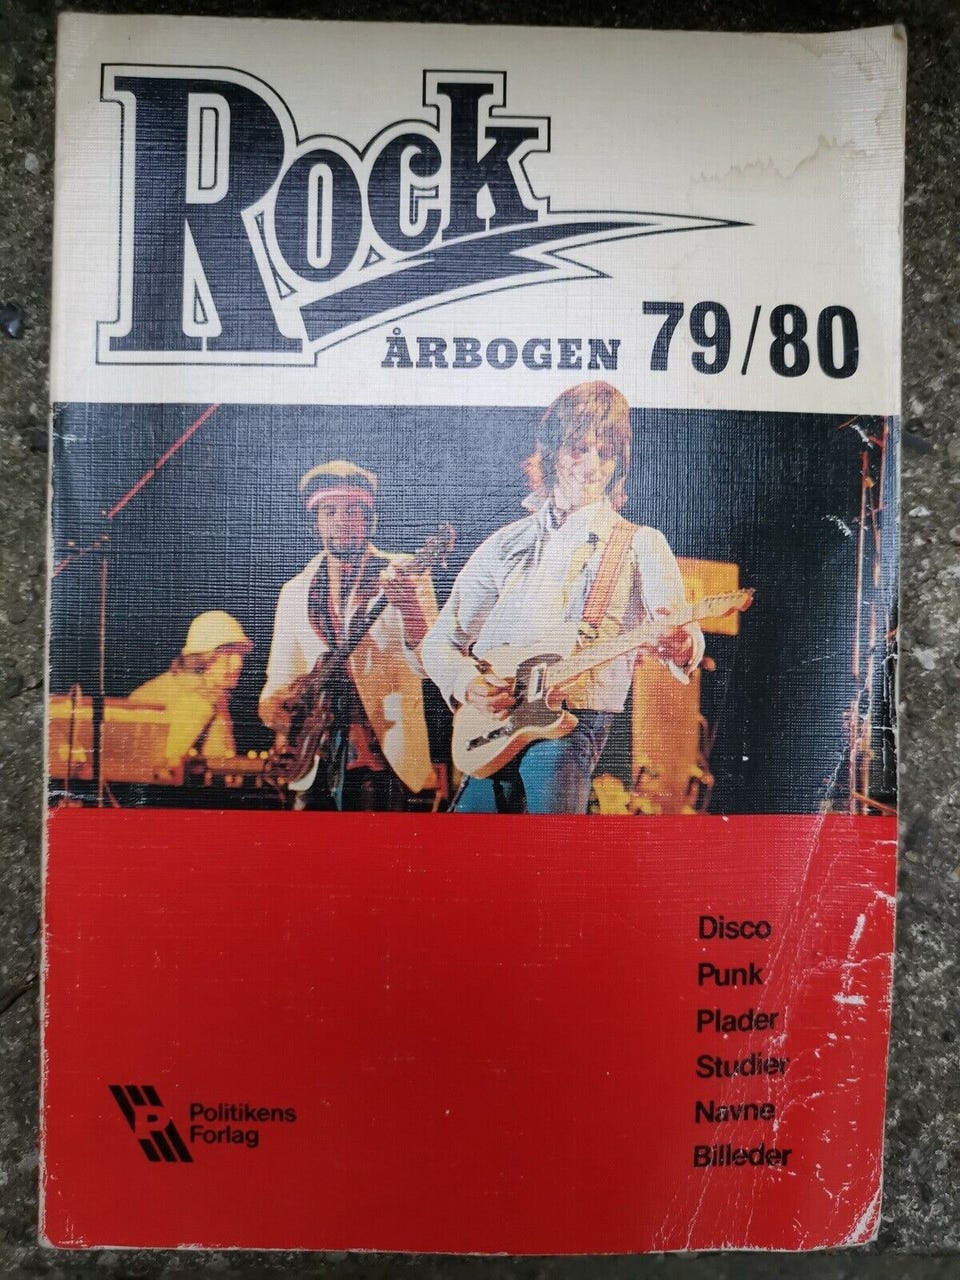 Rock
ÅRBOGEN 79/80
Disco
Punk
Plader
Studier
Navne
Billeder
Politikens
Forlag